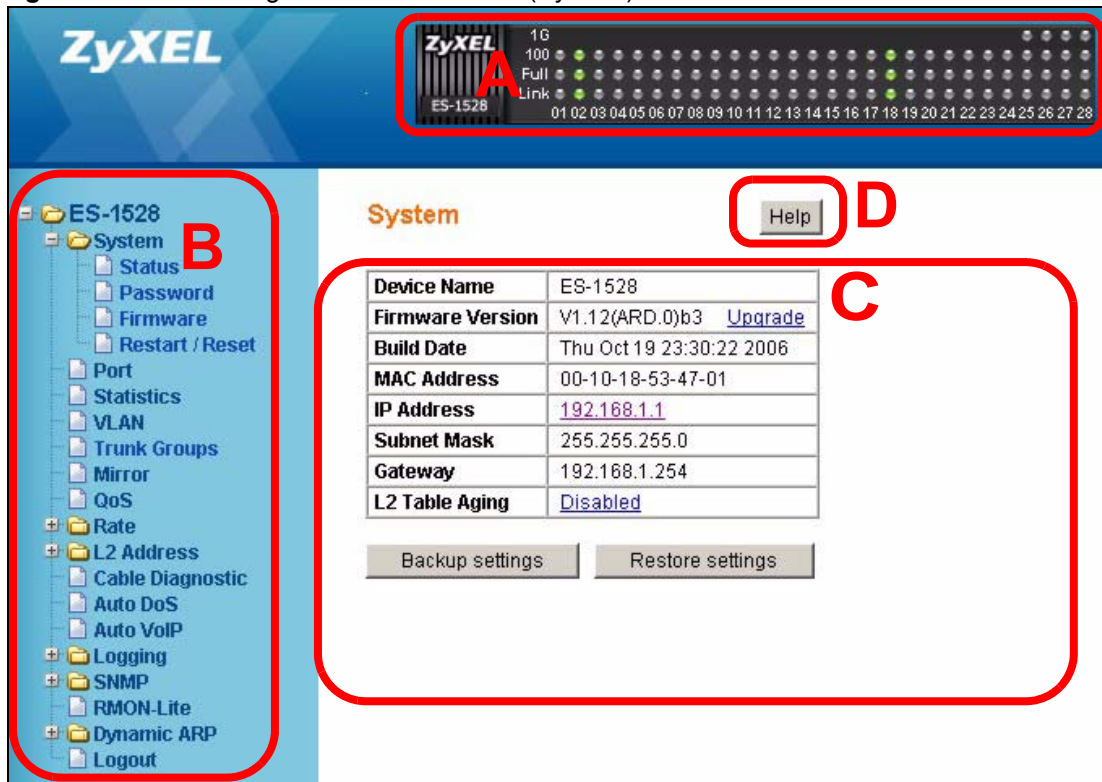 ZyXEL
ZyXEL
ES-1528
1G
100
Full
Link
01 02 03 04 05 06 07 08 09 10 11 12 13 14 15 16 17 18 19 20 21 22 23 24 25 26 27 28
A
B
ES-1528
System
Status
Password
Firmware
Restart / Reset
Port
Statistics
VLAN
Trunk Groups
Mirror
QoS
Rate
L2 Address
Cable Diagnostic
Auto DoS
Auto VoIP
Logging
SNMP
RMON-Lite
Dynamic ARP
Logout
System
Help
D
C
Device Name ES-1528
Firmware Version V1.12(ARD.0)b3 Upgrade
Build Date Thu Oct 19 23:30:22 2006
MAC Address 00-10-18-53-47-01
IP Address 192.168.1.1
Subnet Mask 255.255.255.0
Gateway 192.168.1.254
L2 Table Aging Disabled
Backup settings Restore settings